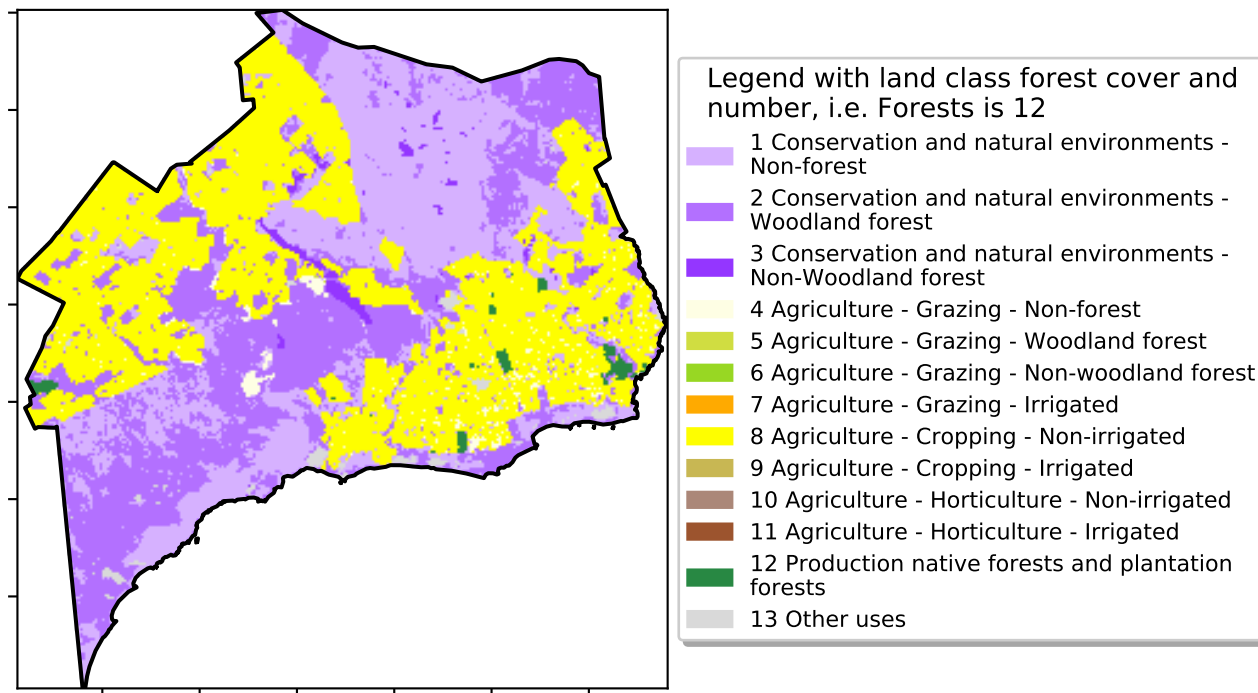 Legend with land class forest cover and
number, i.e. Forests is 12
1 Conservation and natural environments -
Non-forest
2 Conservation and natural environments -
Woodland forest
3 Conservation and natural environments -
Non-Woodland forest
4 Agriculture - Grazing - Non-forest
5 Agriculture - Grazing - Woodland forest
6 Agriculture - Grazing - Non-woodland forest
7 Agriculture - Grazing - Irrigated
8 Agriculture - Cropping - Non-irrigated
9 Agriculture - Cropping - Irrigated
10 Agriculture - Horticulture - Non-irrigated
11 Agriculture - Horticulture - Irrigated
12 Production native forests and plantation
forests
13 Other uses